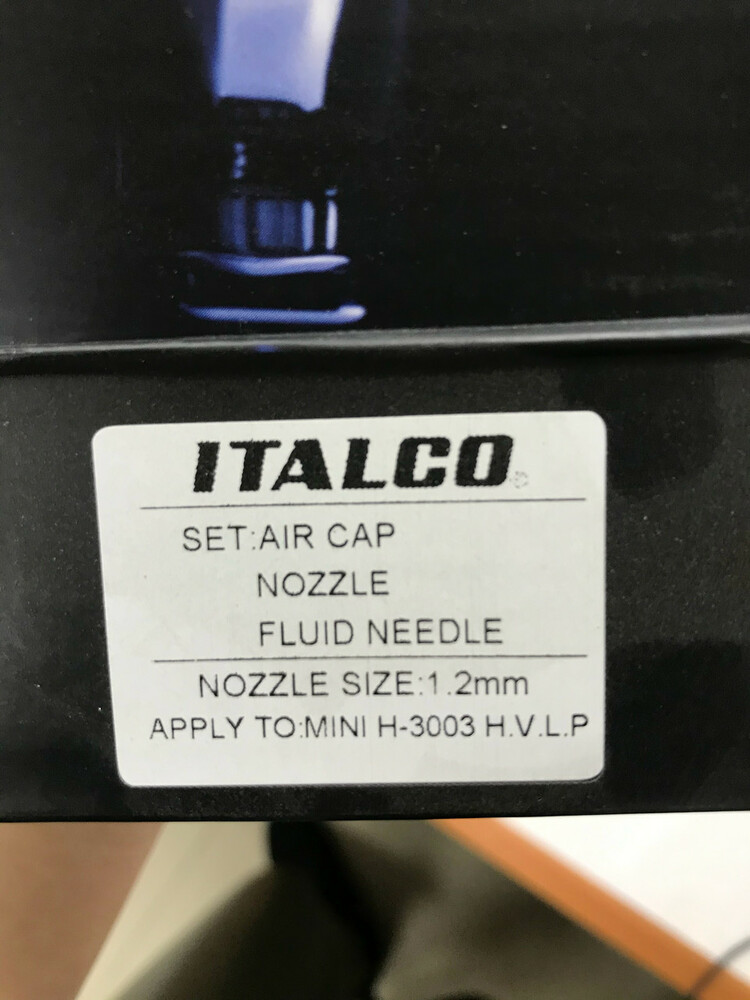 ITALCO
SET:AIR CAP
NOZZLE
FLUID NEEDLE
NOZZLE SIZE:1.2mm
APPLY TO:MINI H-3003 H.V.L.P